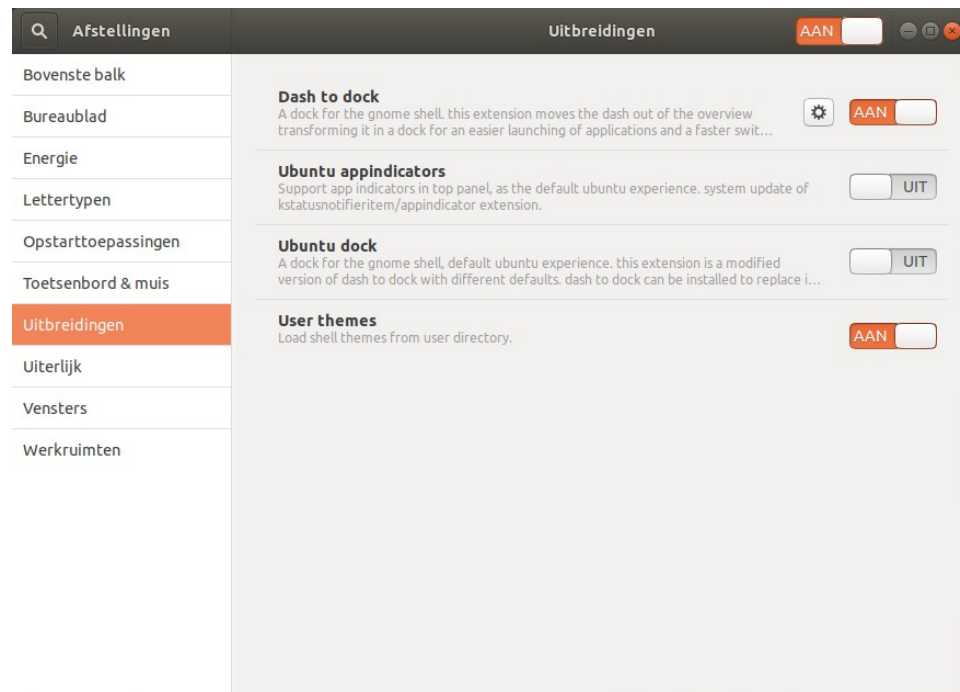 Afstellingen
Uitbreidingen
AAN
Bovenste balk
Bureaublad
Energie
Lettertypen
Opstarttoepassingen
Toetsenbord & muis
Uitbreidingen
Uiterlijk
Vensters
Werkruimten
Dash to dock
A dock for the gnome shell. this extension moves the dash out of the overview
transforming it in a dock for an easier launching of applications and a faster swit…
AAN
Ubuntu appindicators
Support app indicators in top panel, as the default ubuntu experience. system update of
kstatusnotifieritem/appindicator extension.
UIT
Ubuntu dock
A dock for the gnome shell, default ubuntu experience. this extension is a modified
version of dash to dock with different defaults. dash to dock can be installed to replace i…
UIT
User themes
Load shell themes from user directory.
AAN